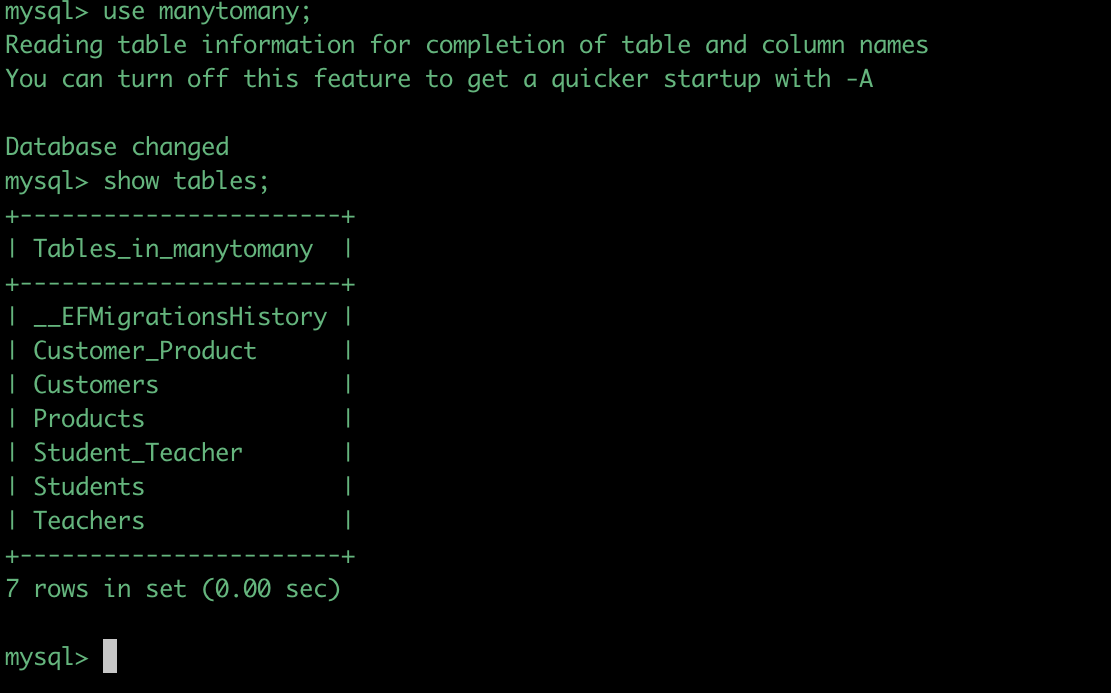 mysql> use manytomany;
Reading table information for completion of table and column names
You can turn off this feature to get a quicker startup with -A
Database changed
mysql> show tables;
+-----------------------+
| Tables_in_manytomany  |
+-----------------------+
| __EFMigrationsHistory |
| Customer_Product      |
| Customers             |
| Products              |
| Student_Teacher       |
| Students              |
| Teachers              |
+-----------------------+
7 rows in set (0.00 sec)
mysql>